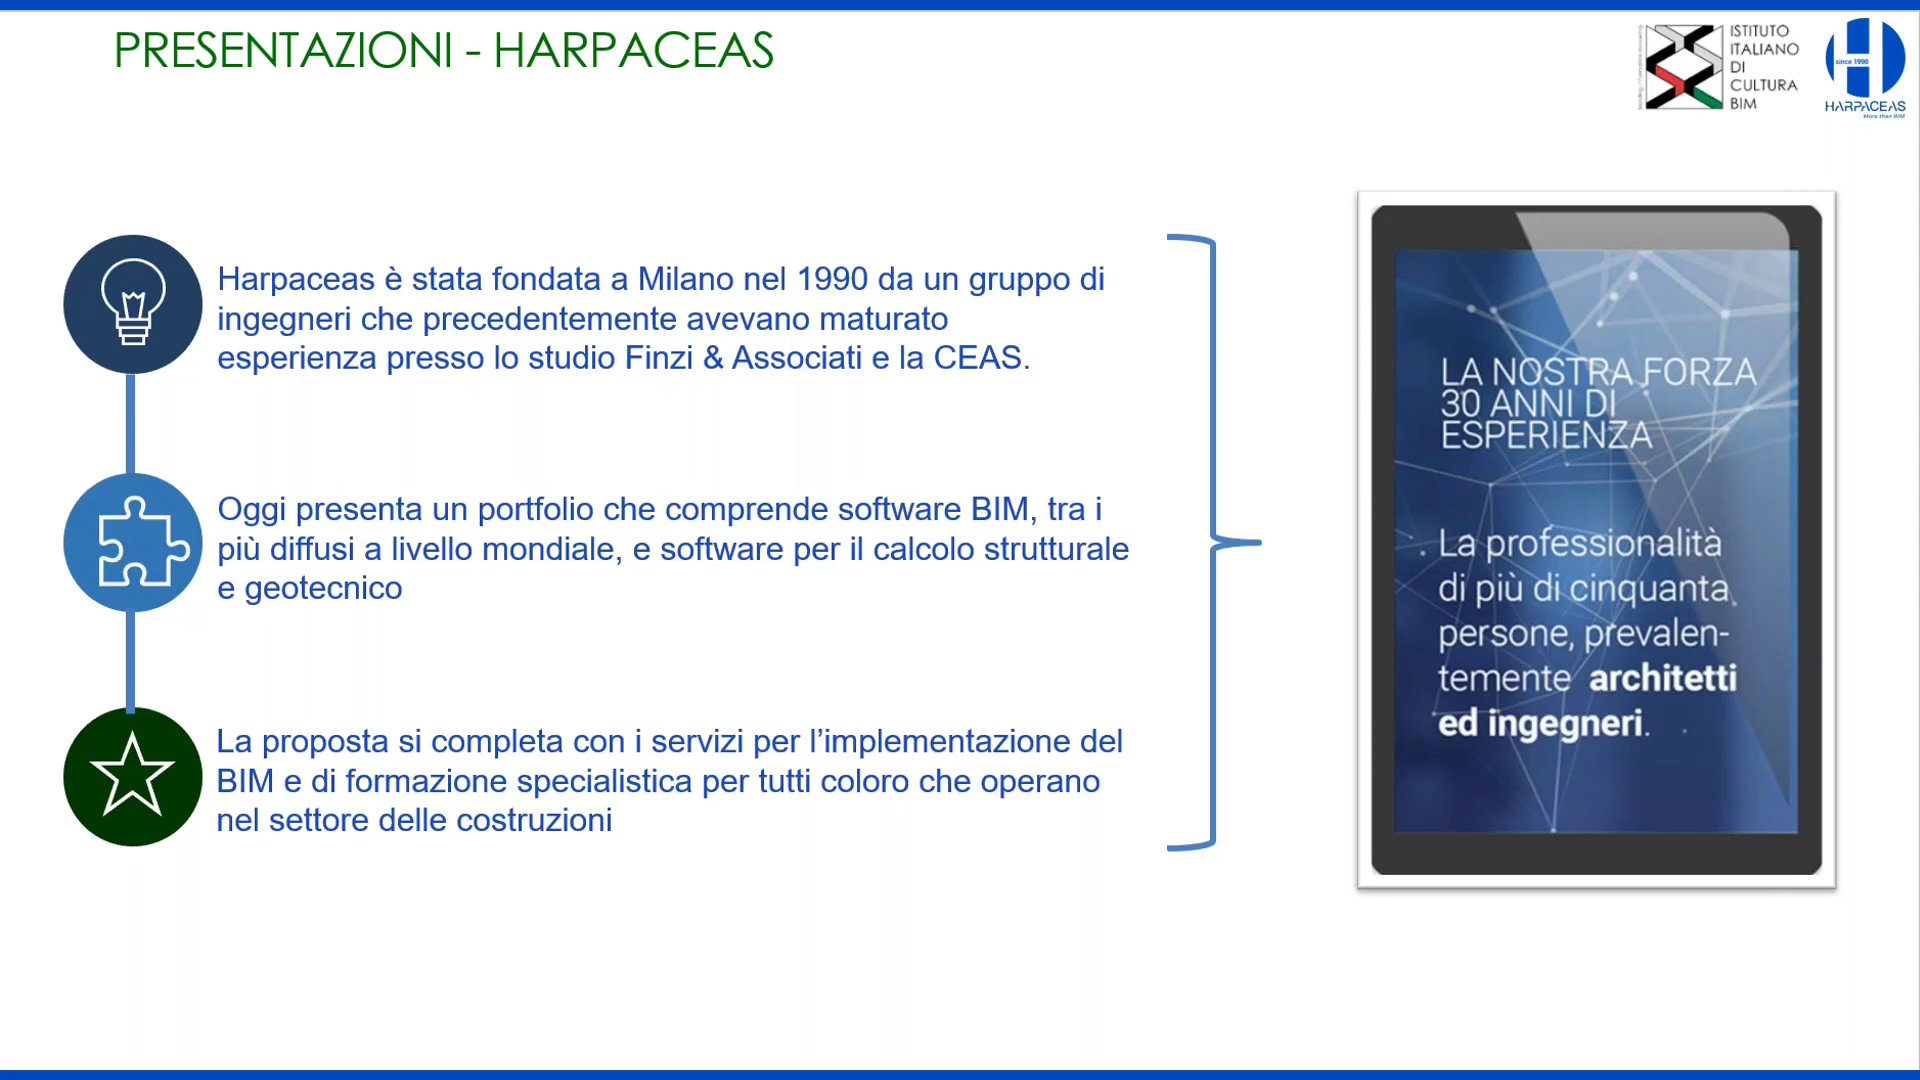 PRESENTAZIONI - HARPACEAS
ISTITUTO
ITALIANO
DI
CULTURA
BIM
since 1990
HARPACEAS
More than BIM
Harpaceas è stata fondata a Milano nel 1990 da un gruppo di
ingegneri che precedentemente avevano maturato
esperienza presso lo studio Finzi & Associati e la CEAS.
Oggi presenta un portfolio che comprende software BIM, tra i
più diffusi a livello mondiale, e software per il calcolo strutturale
e geotecnico
La proposta si completa con i servizi per l’implementazione del
BIM e di formazione specialistica per tutti coloro che operano
nel settore delle costruzioni
LA NOSTRA FORZA
30 ANNI DI
ESPERIENZA
La professionalità
di più di cinquanta
persone, prevalen-
temente architetti
ed ingegneri.